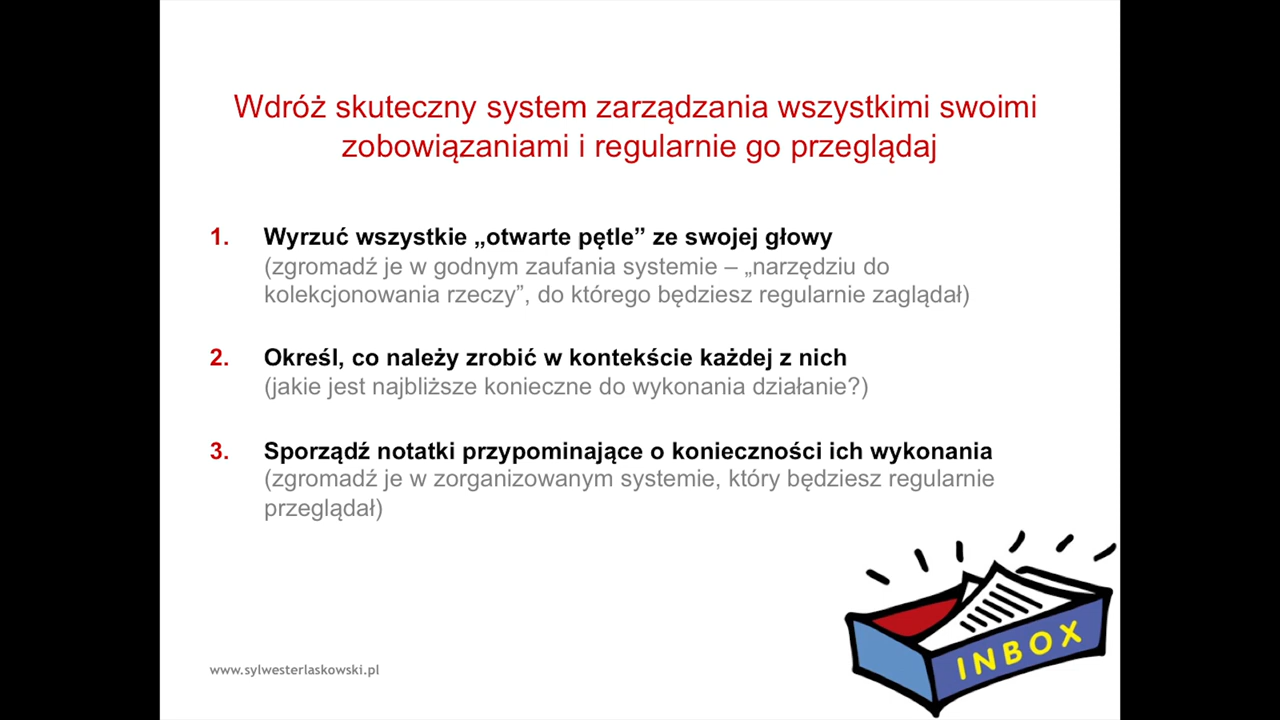 Wdróż skuteczny system zarządzania wszystkimi swoimi
zobowiązaniami i regularnie go przeglądaj
1. Wyrzuć wszystkie „otwarte pętle” ze swojej głowy
(zgromadź je w godnym zaufania systemie – „narzędziu do
kolekcjonowania rzeczy”, do którego będziesz regularnie zaglądał)
2. Określ, co należy zrobić w kontekście każdej z nich
(jakie jest najbliższe konieczne do wykonania działanie?)
3. Sporządź notatki przypominające o konieczności ich wykonania
(zgromadź je w zorganizowanym systemie, który będziesz regularnie
przeglądał)
INBOX
www.sylwesterlaskowski.pl